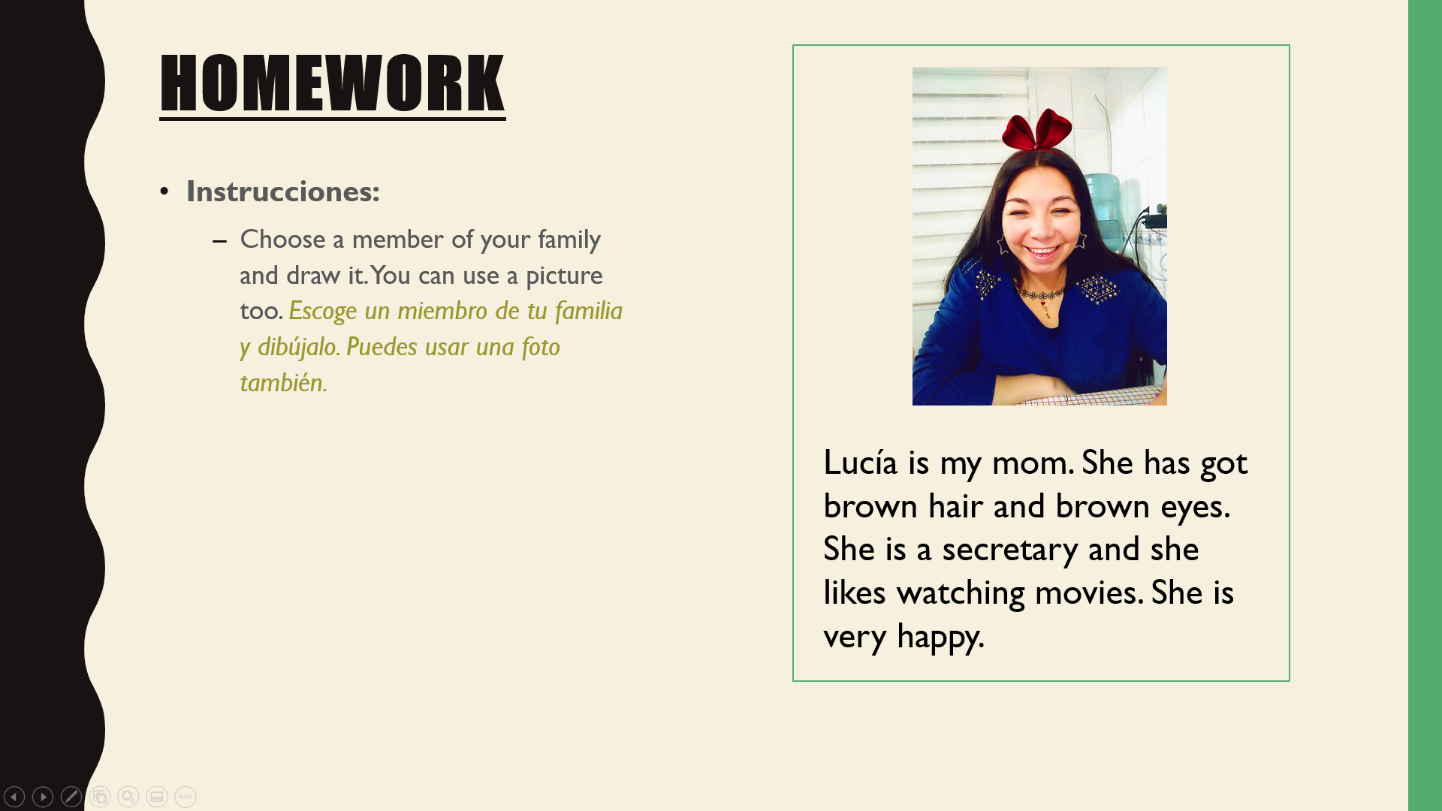 HOMEWORK
• Instrucciones:
– Choose a member of your family
and draw it. You can use a picture
too. Escoge un miembro de tu familia
y dibújalo. Puedes usar una foto
también.
Lucía is my mom. She has got
brown hair and brown eyes.
She is a secretary and she
likes watching movies. She is
very happy.